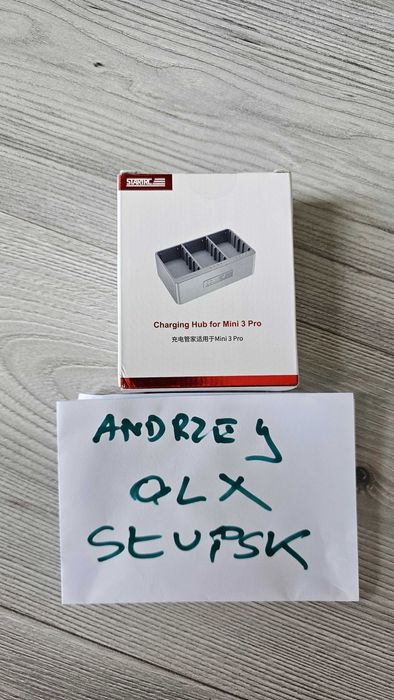 STARTRC
Charging Hub for Mini 3 Pro
充电管家适用于Mini 3 Pro
ANDRZEJ
OLX
SŁUPSK